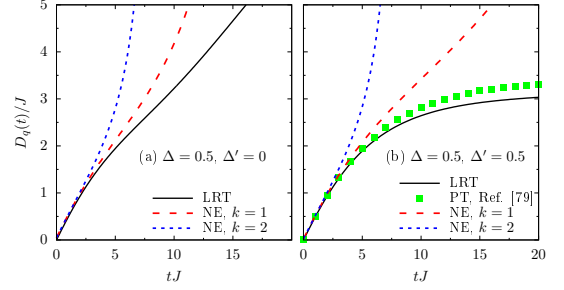 5
4
3
2
1
0
D_q(t)/J
(a) Δ = 0.5, Δ′ = 0
LRT
NE, k = 1
NE, k = 2
0 5 10 15
tJ
(b) Δ = 0.5, Δ′ = 0.5
LRT
PT, Ref. [79]
NE, k = 1
NE, k = 2
0 5 10 15 20
tJ